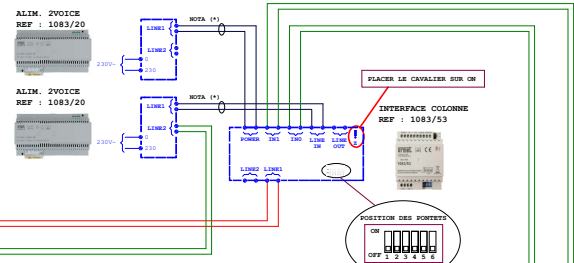 ALIM. 2VOICE
REF : 1083/20
NOTA (*)
LINE1
LINE2
230V~
0
230
ALIM. 2VOICE
REF : 1083/20
NOTA (*)
LINE1
LINE2
230V~
0
230
PLACER LE CAVALIER SUR ON
INTERFACE COLONNE
REF : 1083/53
POWER IN1 IN0 LINE IN LINE OUT
LINE2 LINE1
1083/53
POSITION DES PONTETS
ON
OFF 1 2 3 4 5 6